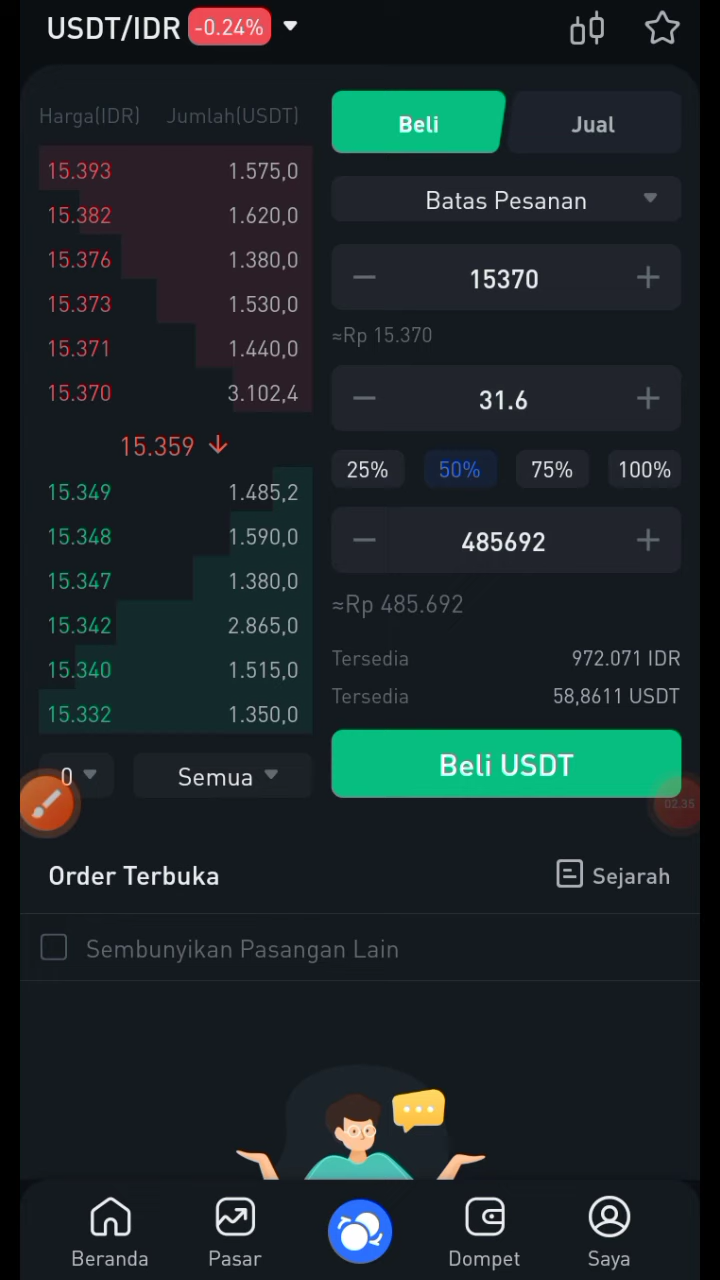 USDT/IDR -0.24%
Harga(IDR) Jumlah(USDT)
15.393 1.575,0
15.382 1.620,0
15.376 1.380,0
15.373 1.530,0
15.371 1.440,0
15.370 3.102,4
15.359
15.349 1.485,2
15.348 1.590,0
15.347 1.380,0
15.342 2.865,0
15.340 1.515,0
15.332 1.350,0
0 Semua
Beli Jual
Batas Pesanan
15370
≈Rp 15.370
31.6
25% 50% 75% 100%
485692
≈Rp 485.692
Tersedia 972.071 IDR
Tersedia 58,8611 USDT
Beli USDT
02:35
Order Terbuka Sejarah
Sembunyikan Pasangan Lain
Beranda Pasar Dompet Saya